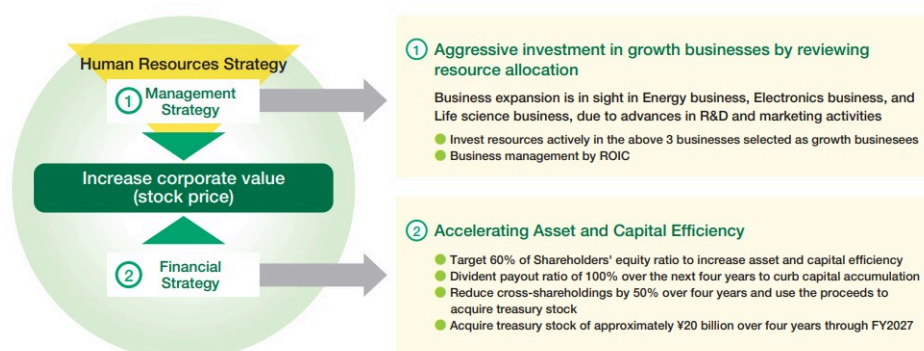 Human Resources Strategy
1 Management
Strategy
Increase corporate value
(stock price)
2 Financial
Strategy
1 Aggressive investment in growth businesses by reviewing
resource allocation
Business expansion is in sight in Energy business, Electronics business, and
Life science business, due to advances in R&D and marketing activities
Invest resources actively in the above 3 businesses selected as growth businesees
Business management by ROIC
2 Accelerating Asset and Capital Efficiency
Target 60% of Shareholders' equity ratio to increase asset and capital efficiency
Divident payout ratio of 100% over the next four years to curb capital accumulation
Reduce cross-shareholdings by 50% over four years and use the proceeds to
acquire treasury stock
Acquire treasury stock of approximately ¥20 billion over four years through FY2027